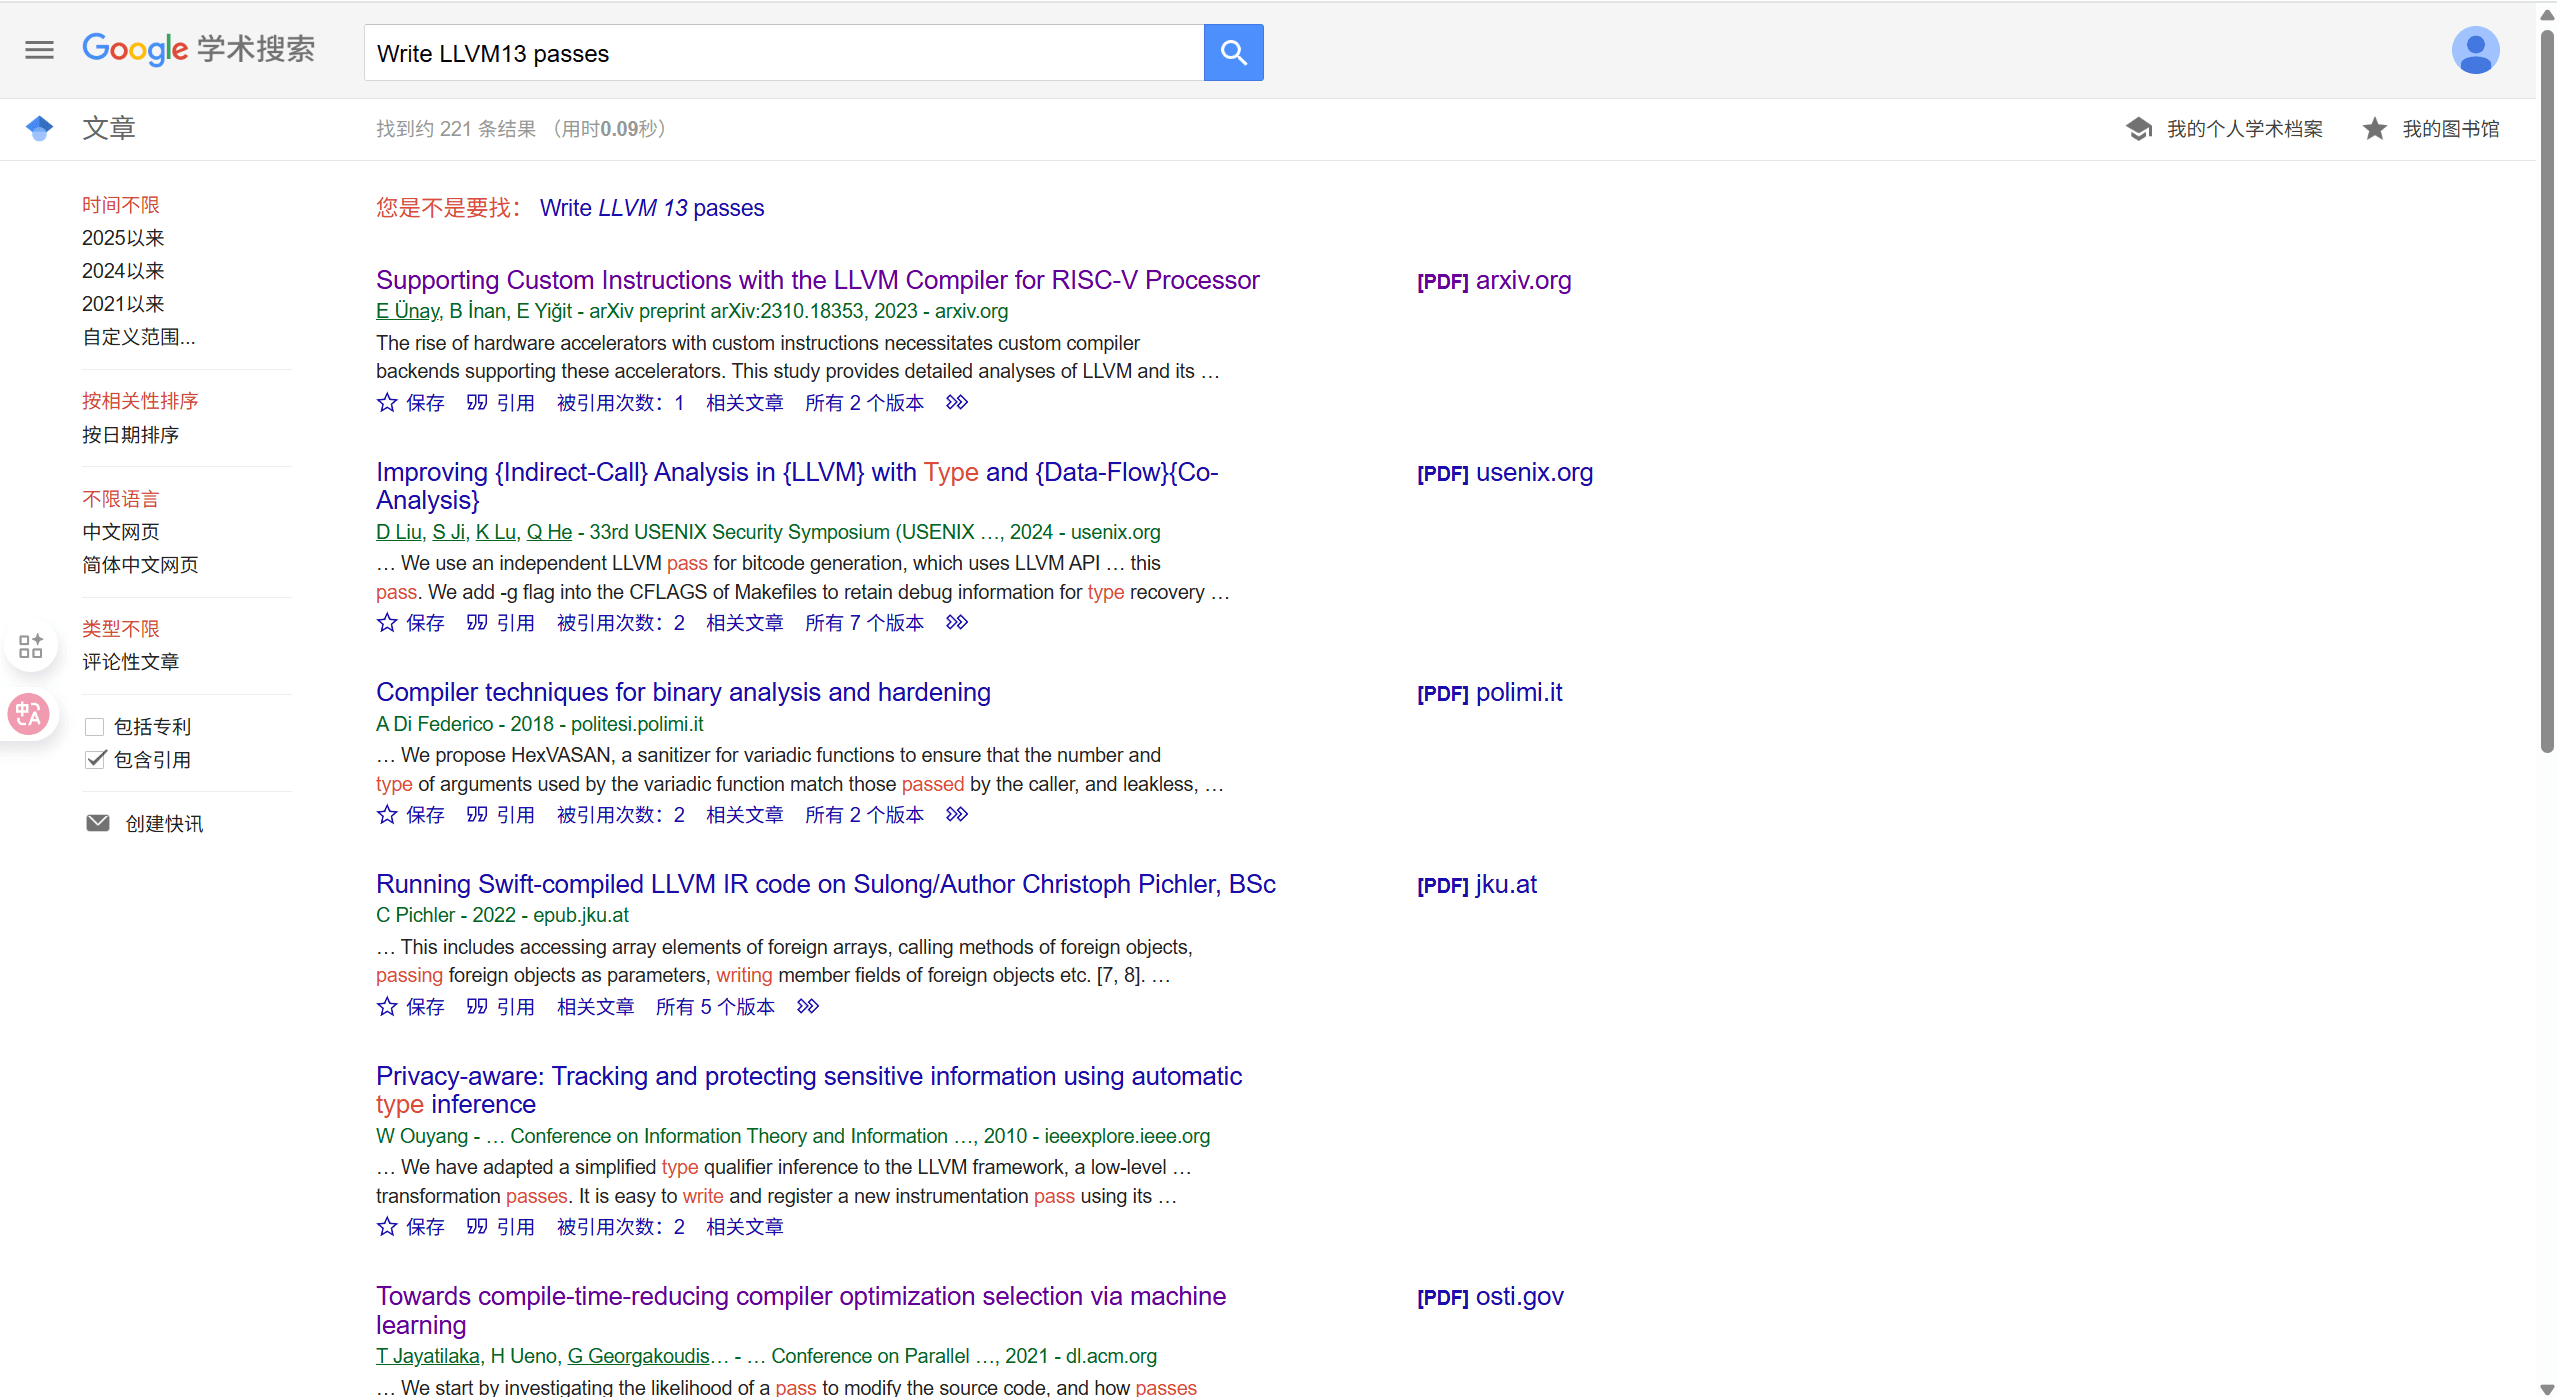 Google 学术搜索
Write LLVM13 passes
文章
找到约 221 条结果 （用时0.09秒）
我的个人学术档案
我的图书馆
时间不限
2025以来
2024以来
2021以来
自定义范围...
按相关性排序
按日期排序
不限语言
中文网页
简体中文网页
类型不限
评论性文章
包括专利
包含引用
创建快讯
您是不是要找： Write LLVM 13 passes
Supporting Custom Instructions with the LLVM Compiler for RISC-V Processor
[PDF] arxiv.org
E Ünay, B İnan, E Yiğit - arXiv preprint arXiv:2310.18353, 2023 - arxiv.org
The rise of hardware accelerators with custom instructions necessitates custom compiler
backends supporting these accelerators. This study provides detailed analyses of LLVM and its …
保存 引用 被引用次数：1 相关文章 所有 2 个版本
Improving {Indirect-Call} Analysis in {LLVM} with Type and {Data-Flow}{Co-
Analysis}
[PDF] usenix.org
D Liu, S Ji, K Lu, Q He - 33rd USENIX Security Symposium (USENIX …, 2024 - usenix.org
… We use an independent LLVM pass for bitcode generation, which uses LLVM API … this
pass. We add -g flag into the CFLAGS of Makefiles to retain debug information for type recovery …
保存 引用 被引用次数：2 相关文章 所有 7 个版本
Compiler techniques for binary analysis and hardening
[PDF] polimi.it
A Di Federico - 2018 - politesi.polimi.it
… We propose HexVASAN, a sanitizer for variadic functions to ensure that the number and
type of arguments used by the variadic function match those passed by the caller, and leakless, …
保存 引用 被引用次数：2 相关文章 所有 2 个版本
Running Swift-compiled LLVM IR code on Sulong/Author Christoph Pichler, BSc
[PDF] jku.at
C Pichler - 2022 - epub.jku.at
… This includes accessing array elements of foreign arrays, calling methods of foreign objects,
passing foreign objects as parameters, writing member fields of foreign objects etc. [7, 8]. …
保存 引用 相关文章 所有 5 个版本
Privacy-aware: Tracking and protecting sensitive information using automatic
type inference
W Ouyang - … Conference on Information Theory and Information …, 2010 - ieeexplore.ieee.org
… We have adapted a simplified type qualifier inference to the LLVM framework, a low-level …
transformation passes. It is easy to write and register a new instrumentation pass using its …
保存 引用 被引用次数：2 相关文章
Towards compile-time-reducing compiler optimization selection via machine
learning
[PDF] osti.gov
T Jayatilaka, H Ueno, G Georgakoudis… - … Conference on Parallel …, 2021 - dl.acm.org
… We start by investigating the likelihood of a pass to modify the source code, and how passes